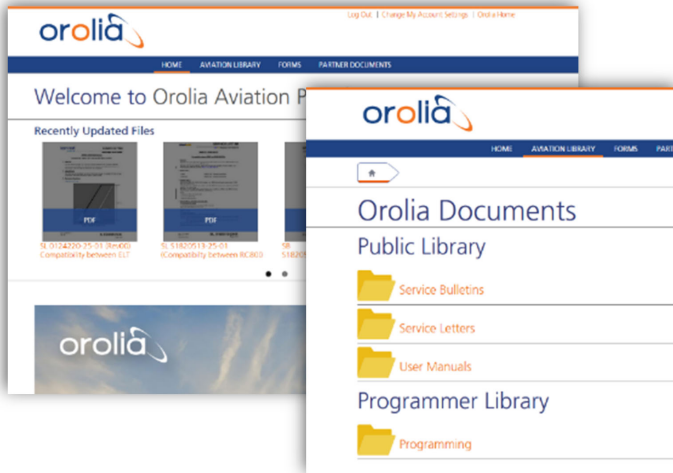 orolia
Log Out | Change My Account Settings | Orolia Home
HOME AVIATION LIBRARY FORMS PARTNER DOCUMENTS
Welcome to Orolia Aviation P
Recently Updated Files
PDF
PDF
SL 0124220-25-01 (Rev00)
Compatibility between ELT
SL S1820513-25-01
(Compatibility between RC800)
SB
S1820
orolia
orolia
HOME AVIATION LIBRARY FORMS PART
Orolia Documents
Public Library
Service Bulletins
Service Letters
User Manuals
Programmer Library
Programming